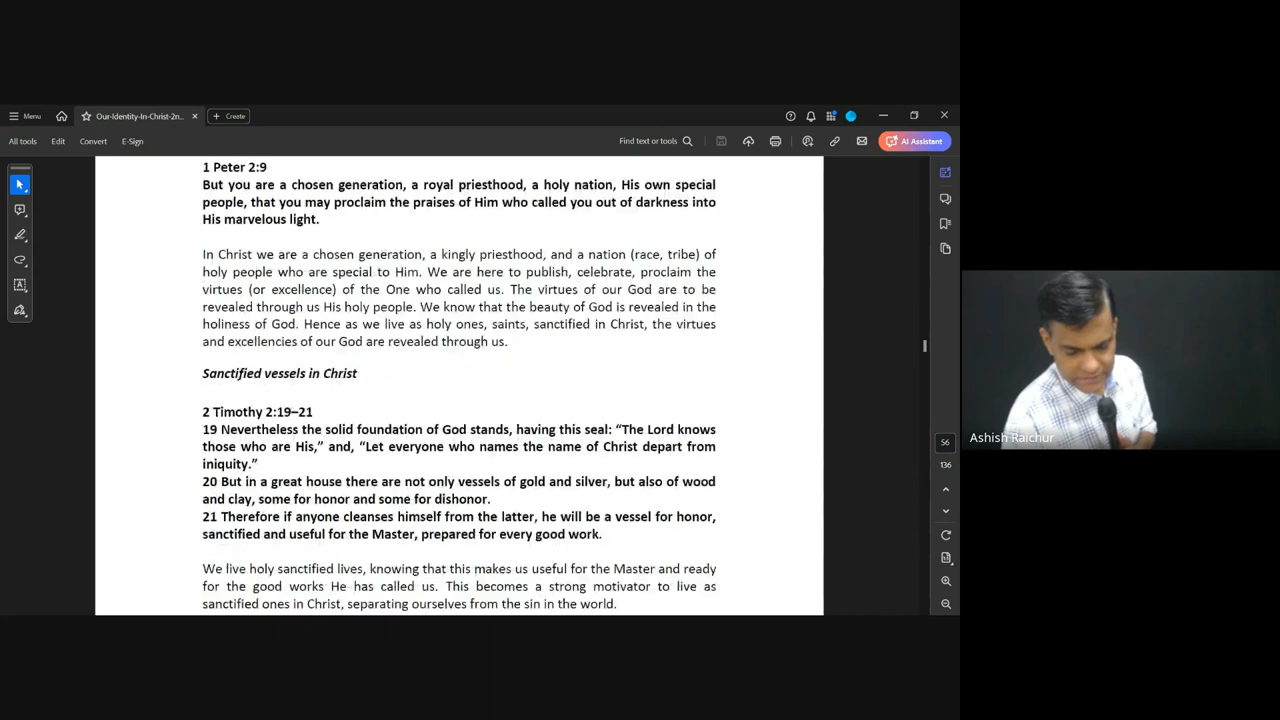 Menu
Our-Identity-In-Christ-2n...
Create
All tools
Edit
Convert
E-Sign
Find text or tools
AI Assistant
1 Peter 2:9
But you are a chosen generation, a royal priesthood, a holy nation, His own special
people, that you may proclaim the praises of Him who called you out of darkness into
His marvelous light.
In Christ we are a chosen generation, a kingly priesthood, and a nation (race, tribe) of
holy people who are special to Him. We are here to publish, celebrate, proclaim the
virtues (or excellence) of the One who called us. The virtues of our God are to be
revealed through us His holy people. We know that the beauty of God is revealed in the
holiness of God. Hence as we live as holy ones, saints, sanctified in Christ, the virtues
and excellencies of our God are revealed through us.
Sanctified vessels in Christ
2 Timothy 2:19–21
19 Nevertheless the solid foundation of God stands, having this seal: “The Lord knows
those who are His,” and, “Let everyone who names the name of Christ depart from
iniquity.”
20 But in a great house there are not only vessels of gold and silver, but also of wood
and clay, some for honor and some for dishonor.
21 Therefore if anyone cleanses himself from the latter, he will be a vessel for honor,
sanctified and useful for the Master, prepared for every good work.
We live holy sanctified lives, knowing that this makes us useful for the Master and ready
for the good works He has called us. This becomes a strong motivator to live as
sanctified ones in Christ, separating ourselves from the sin in the world.
56
136
Ashish Raichur